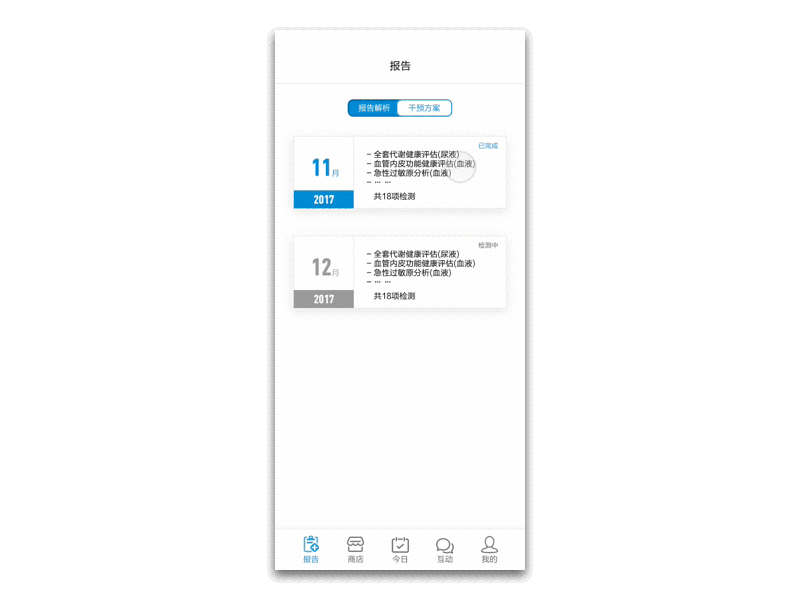 报告
报告解析 干预方案
已完成
11月
2017
- 全套代谢健康评估(尿液)
- 血管内皮功能健康评估(血液)
- 急性过敏原分析(血液)
- ... ...
共18项检测
检测中
12月
2017
- 全套代谢健康评估(尿液)
- 血管内皮功能健康评估(血液)
- 急性过敏原分析(血液)
- ... ...
共18项检测
报告 商店 今日 互动 我的